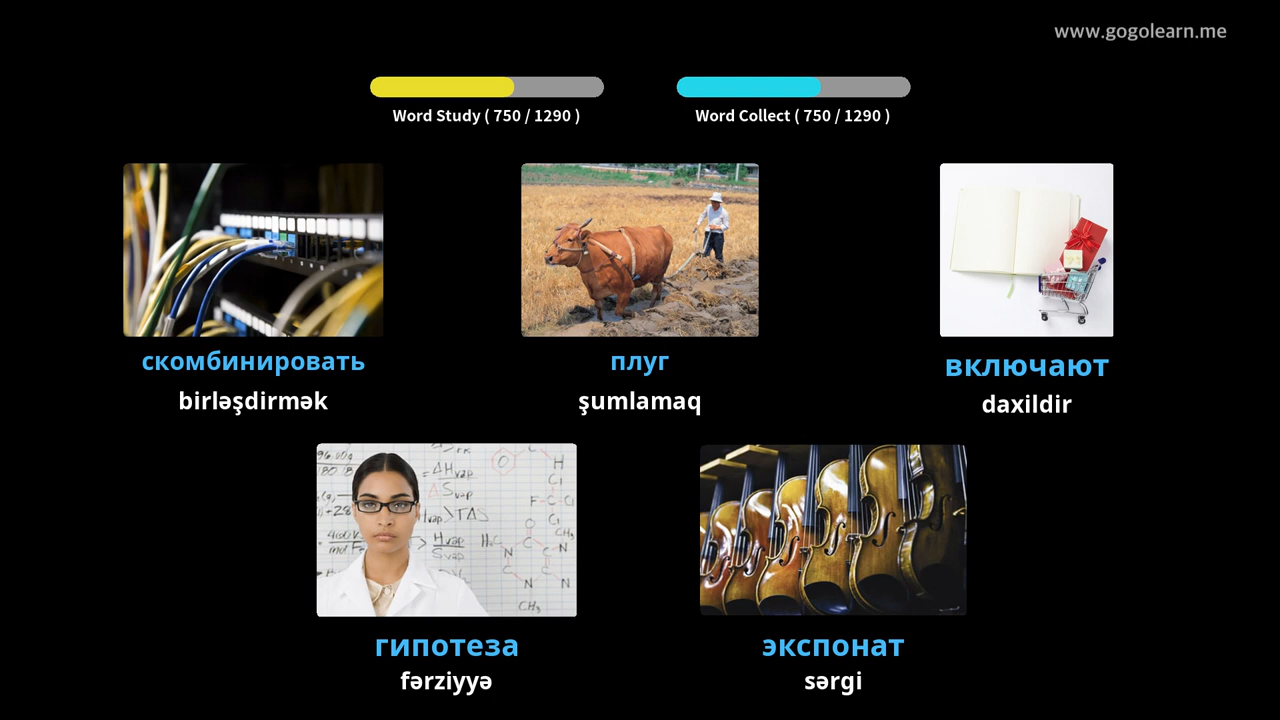 www.gogolearn.me
Word Study ( 750 / 1290 )
Word Collect ( 750 / 1290 )
скомбинировать
birləşdirmək
плуг
şumlamaq
включают
daxildir
гипотеза
fərziyyə
экспонат
sərgi